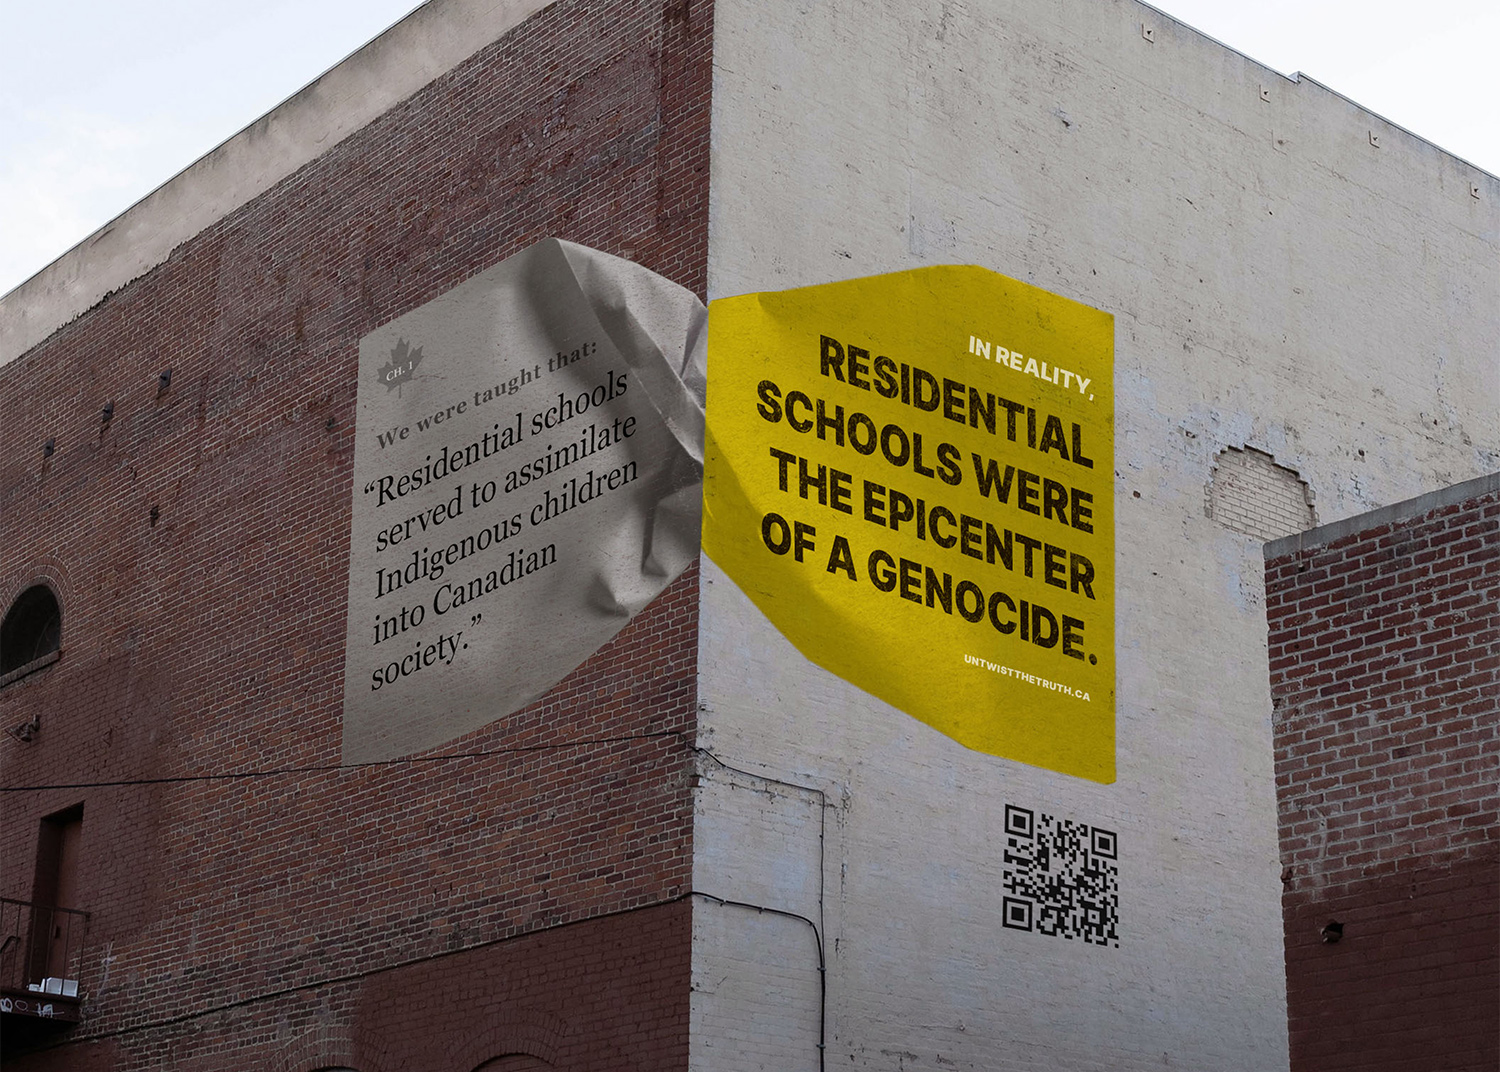 CH. 1
We were taught that:
“Residential schools
served to assimilate
Indigenous children
into Canadian
society.”
IN REALITY,
RESIDENTIAL
SCHOOLS WERE
THE EPICENTER
OF A GENOCIDE.
UNTWISTTHETRUTH.CA